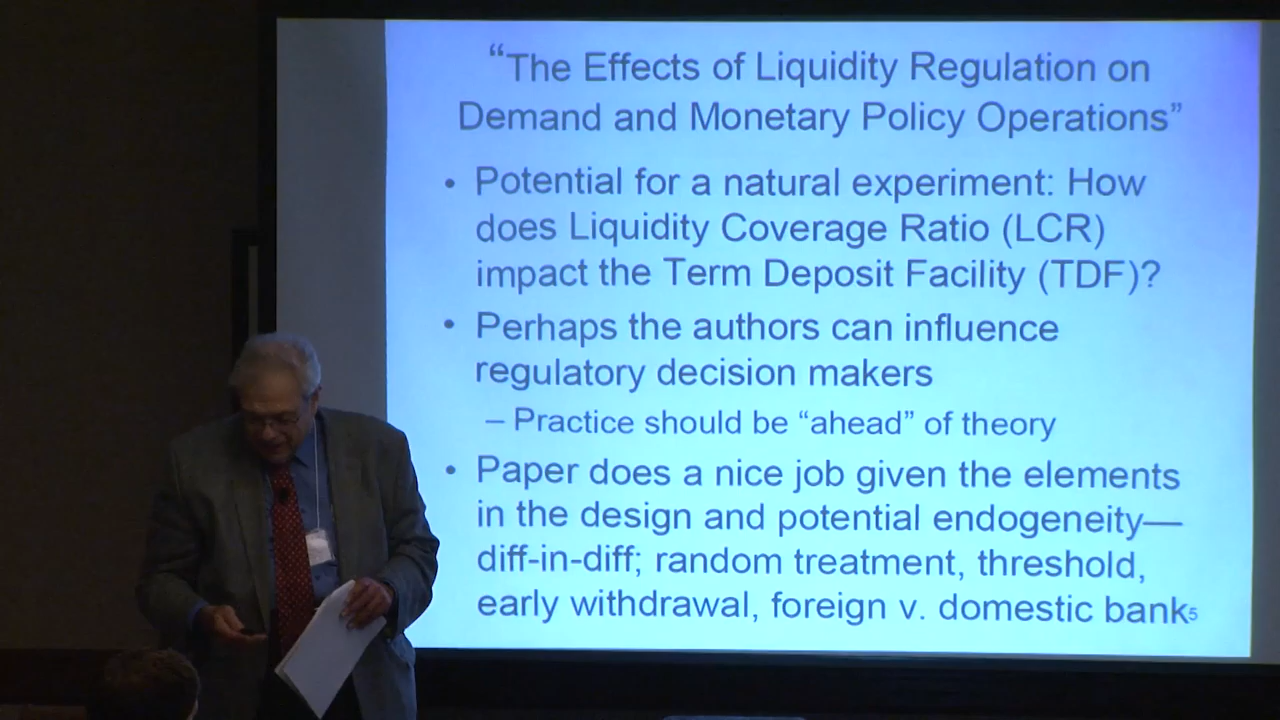 “The Effects of Liquidity Regulation on
Demand and Monetary Policy Operations”
• Potential for a natural experiment: How
does Liquidity Coverage Ratio (LCR)
impact the Term Deposit Facility (TDF)?
• Perhaps the authors can influence
regulatory decision makers
– Practice should be “ahead” of theory
• Paper does a nice job given the elements
in the design and potential endogeneity—
diff-in-diff; random treatment, threshold,
early withdrawal, foreign v. domestic bank
5